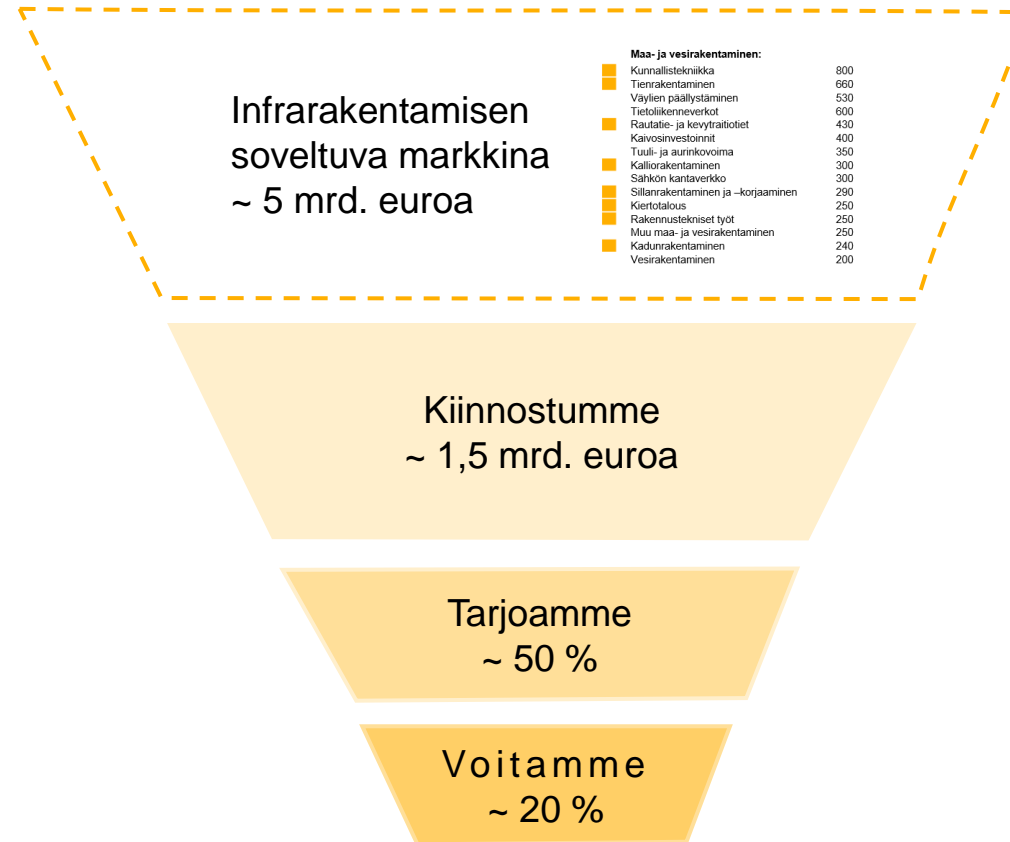 Infrarakentamisen
soveltuva markkina
~ 5 mrd. euroa
Maa- ja vesirakentaminen:
Kunnallistekniikka 800
Tienrakentaminen 660
Väylien päällystäminen 530
Tietoliikenneverkot 600
Rautatie- ja kevytraitiotiet 430
Kaivosinvestoinnit 400
Tuuli- ja aurinkovoima 350
Kalliorakentaminen 300
Sähkön kantaverkko 300
Sillanrakentaminen ja –korjaaminen 290
Kiertotalous 250
Rakennustekniset työt 250
Muu maa- ja vesirakentaminen 250
Kadunrakentaminen 240
Vesirakentaminen 200
Kiinnostumme
~ 1,5 mrd. euroa
Tarjoamme
~ 50 %
Voitamme
~ 20 %